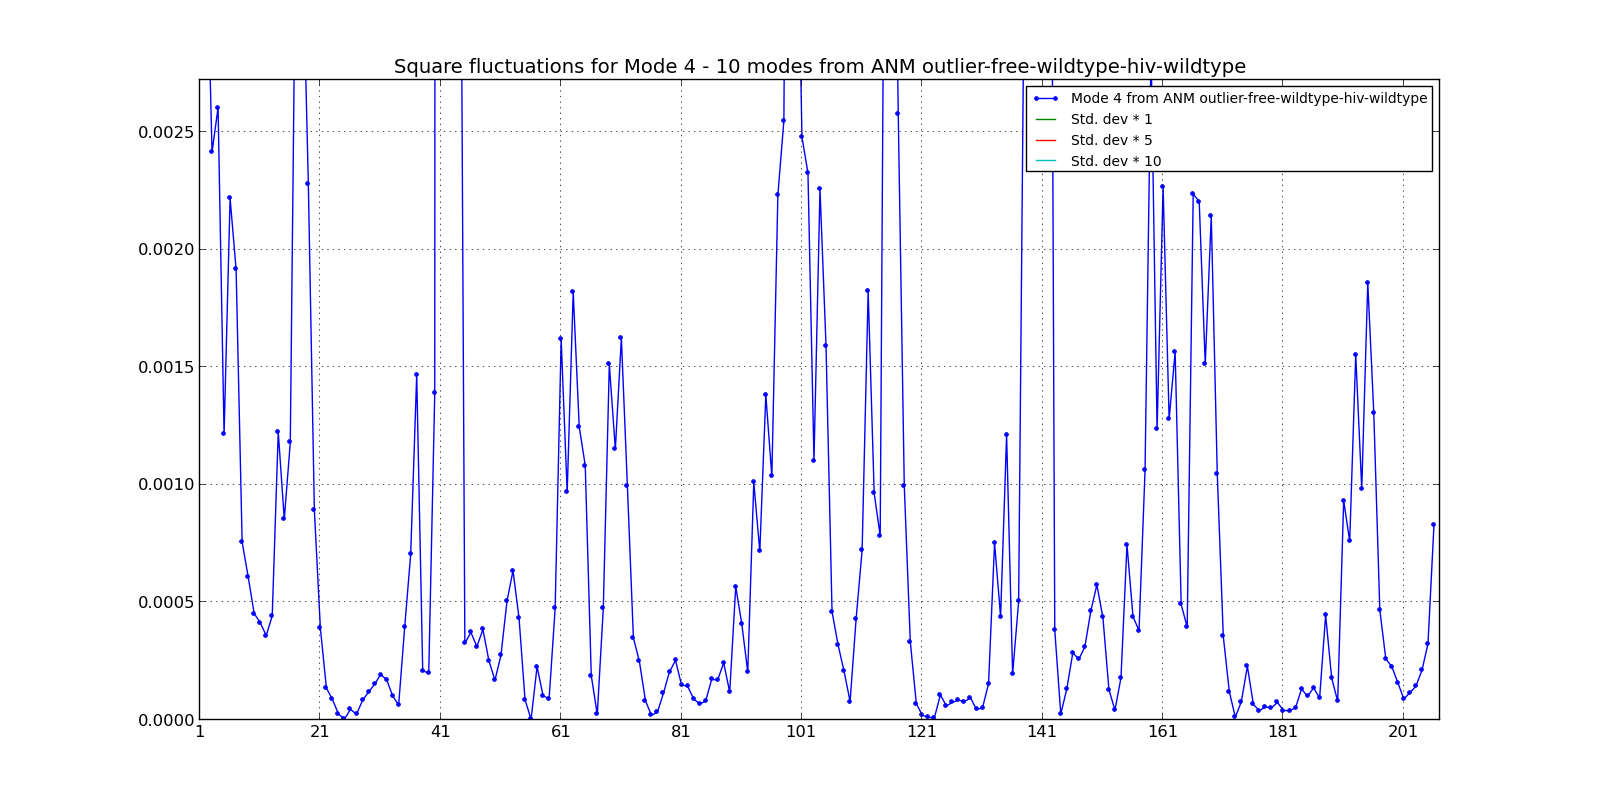 Square fluctuations for Mode 4 - 10 modes from ANM outlier-free-wildtype-hiv-wildtype
Mode 4 from ANM outlier-free-wildtype-hiv-wildtype
Std. dev * 1
Std. dev * 5
Std. dev * 10
0.0025
0.0020
0.0015
0.0010
0.0005
0.0000
1 21 41 61 81 101 121 141 161 181 201